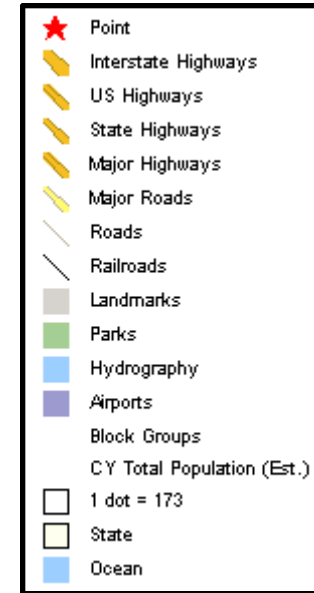 Point
Interstate Highways
US Highways
State Highways
Major Highways
Major Roads
Roads
Railroads
Landmarks
Parks
Hydrography
Airports
Block Groups
CY Total Population (Est.)
1 dot = 173
State
Ocean